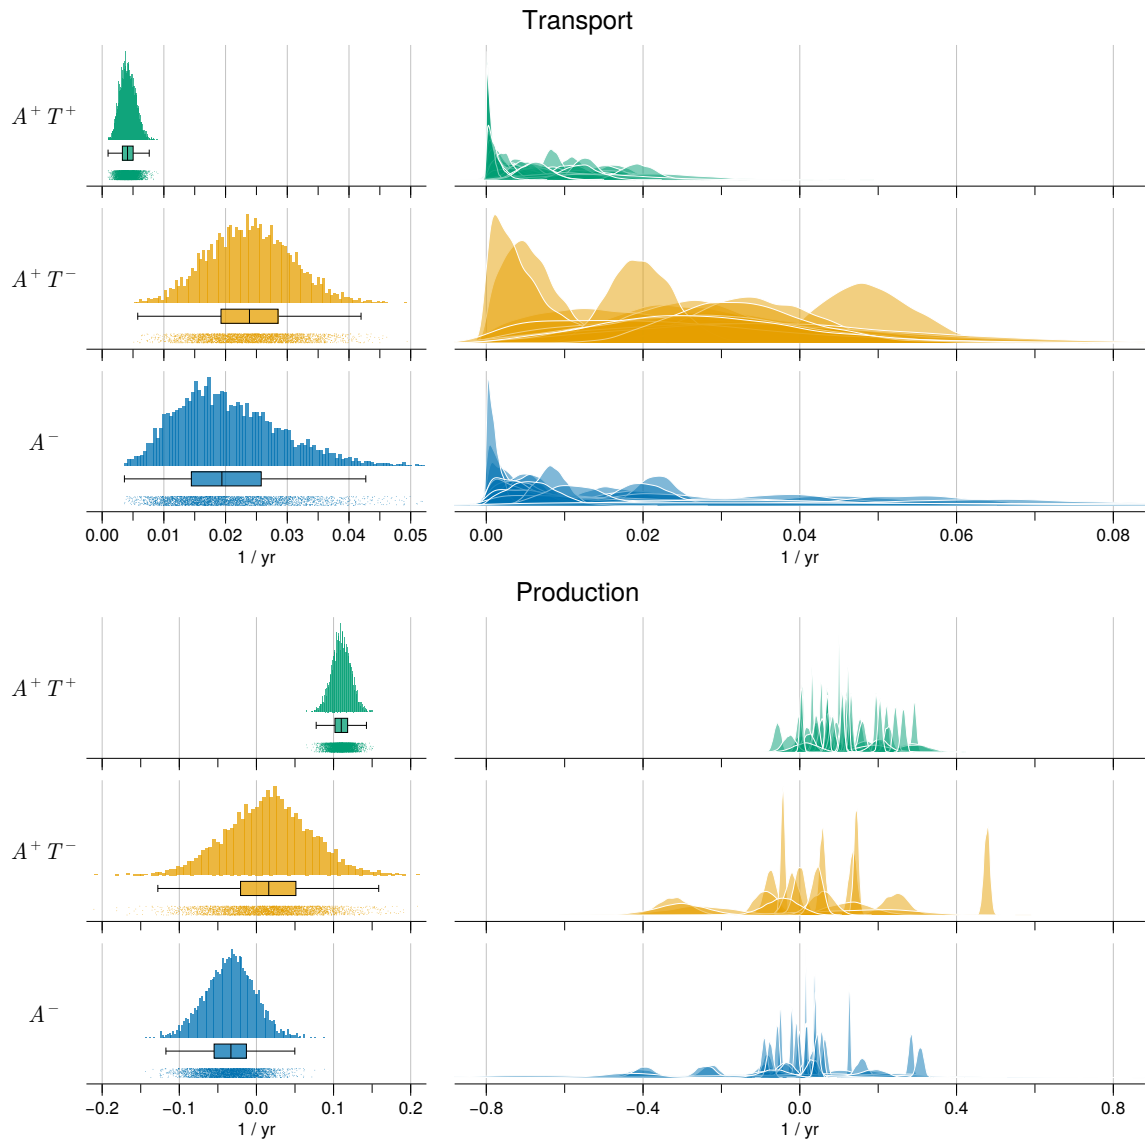 Transport
A⁺ T⁺
A⁺ T⁻
A⁻
0.00 0.01 0.02 0.03 0.04 0.05 0.00 0.02 0.04 0.06 0.08
1 / yr 1 / yr
Production
A⁺ T⁺
A⁺ T⁻
A⁻
−0.2 −0.1 0.0 0.1 0.2 −0.8 −0.4 0.0 0.4 0.8
1 / yr 1 / yr